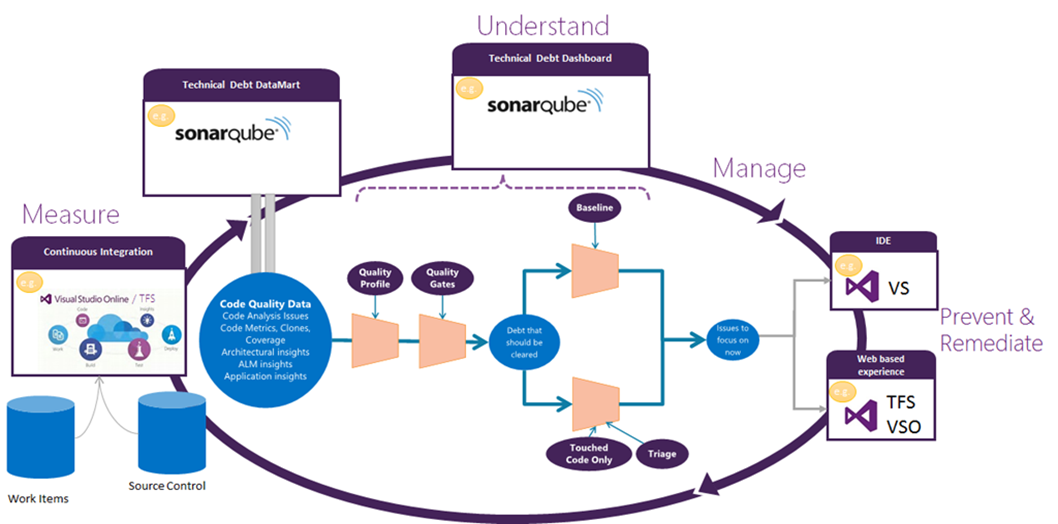 Understand
Technical Debt Dashboard
e.g.
sonarqube
Technical Debt DataMart
e.g.
sonarqube
Manage
Measure
Continuous Integration
e.g.
Visual Studio Online / TFS
Code
Insights
Work
Deploy
Build
Test
Work Items
Source Control
Code Quality Data
Code Analysis Issues
Code Metrics, Clones,
Coverage
Architectural insights
ALM insights
Application insights
Quality
Profile
Quality
Gates
Debt that
should be
cleared
Baseline
Touched
Code Only
Triage
Issues to
focus on
now
IDE
e.g.
VS
Prevent &
Remediate
Web based
experience
e.g.
TFS
VSO